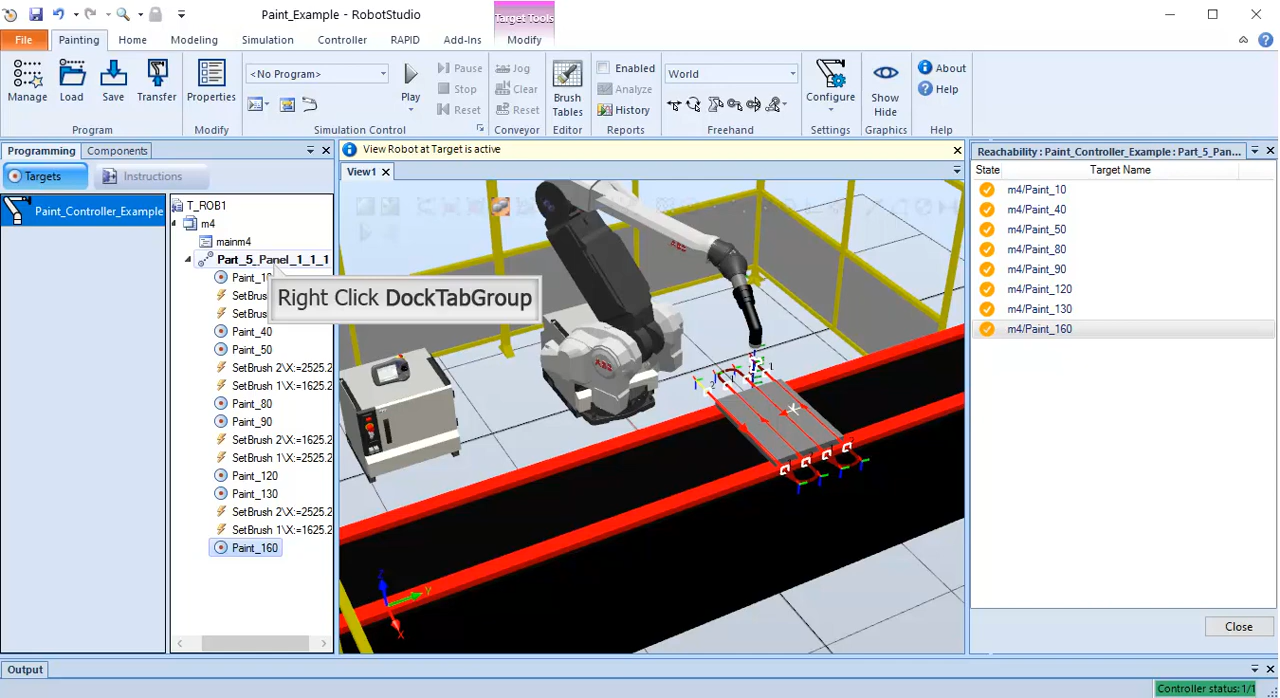 Paint_Example - RobotStudio
Target Tools
File
Painting
Home
Modeling
Simulation
Controller
RAPID
Add-Ins
Modify
Manage
Load
Save
Transfer
Program
Properties
Modify
<No Program>
Play
Pause
Stop
Reset
Simulation Control
Jog
Clear
Reset
Conveyor
Brush
Tables
Editor
Enabled
Analyze
History
Reports
World
Freehand
Configure
Settings
Show
Hide
Graphics
About
Help
Help
Programming
Components
Targets
Instructions
Paint_Controller_Example
T_ROB1
m4
mainm4
Part_5_Panel_1_1_1
Paint_10
SetBrus
SetBru
Paint_40
Paint_50
SetBrush 2\X:=2525.2
SetBrush 1\X:=1625.2
Paint_80
Paint_90
SetBrush 2\X:=1625.2
SetBrush 1\X:=2525.2
Paint_120
Paint_130
SetBrush 2\X:=2525.2
SetBrush 1\X:=1625.2
Paint_160
Right Click DockTabGroup
View Robot at Target is active
View1
ABB
ABB
Z
Y
X
Reachability : Paint_Controller_Example : Part_5_Pan...
State
Target Name
m4/Paint_10
m4/Paint_40
m4/Paint_50
m4/Paint_80
m4/Paint_90
m4/Paint_120
m4/Paint_130
m4/Paint_160
Close
Output
Controller status: 1/1